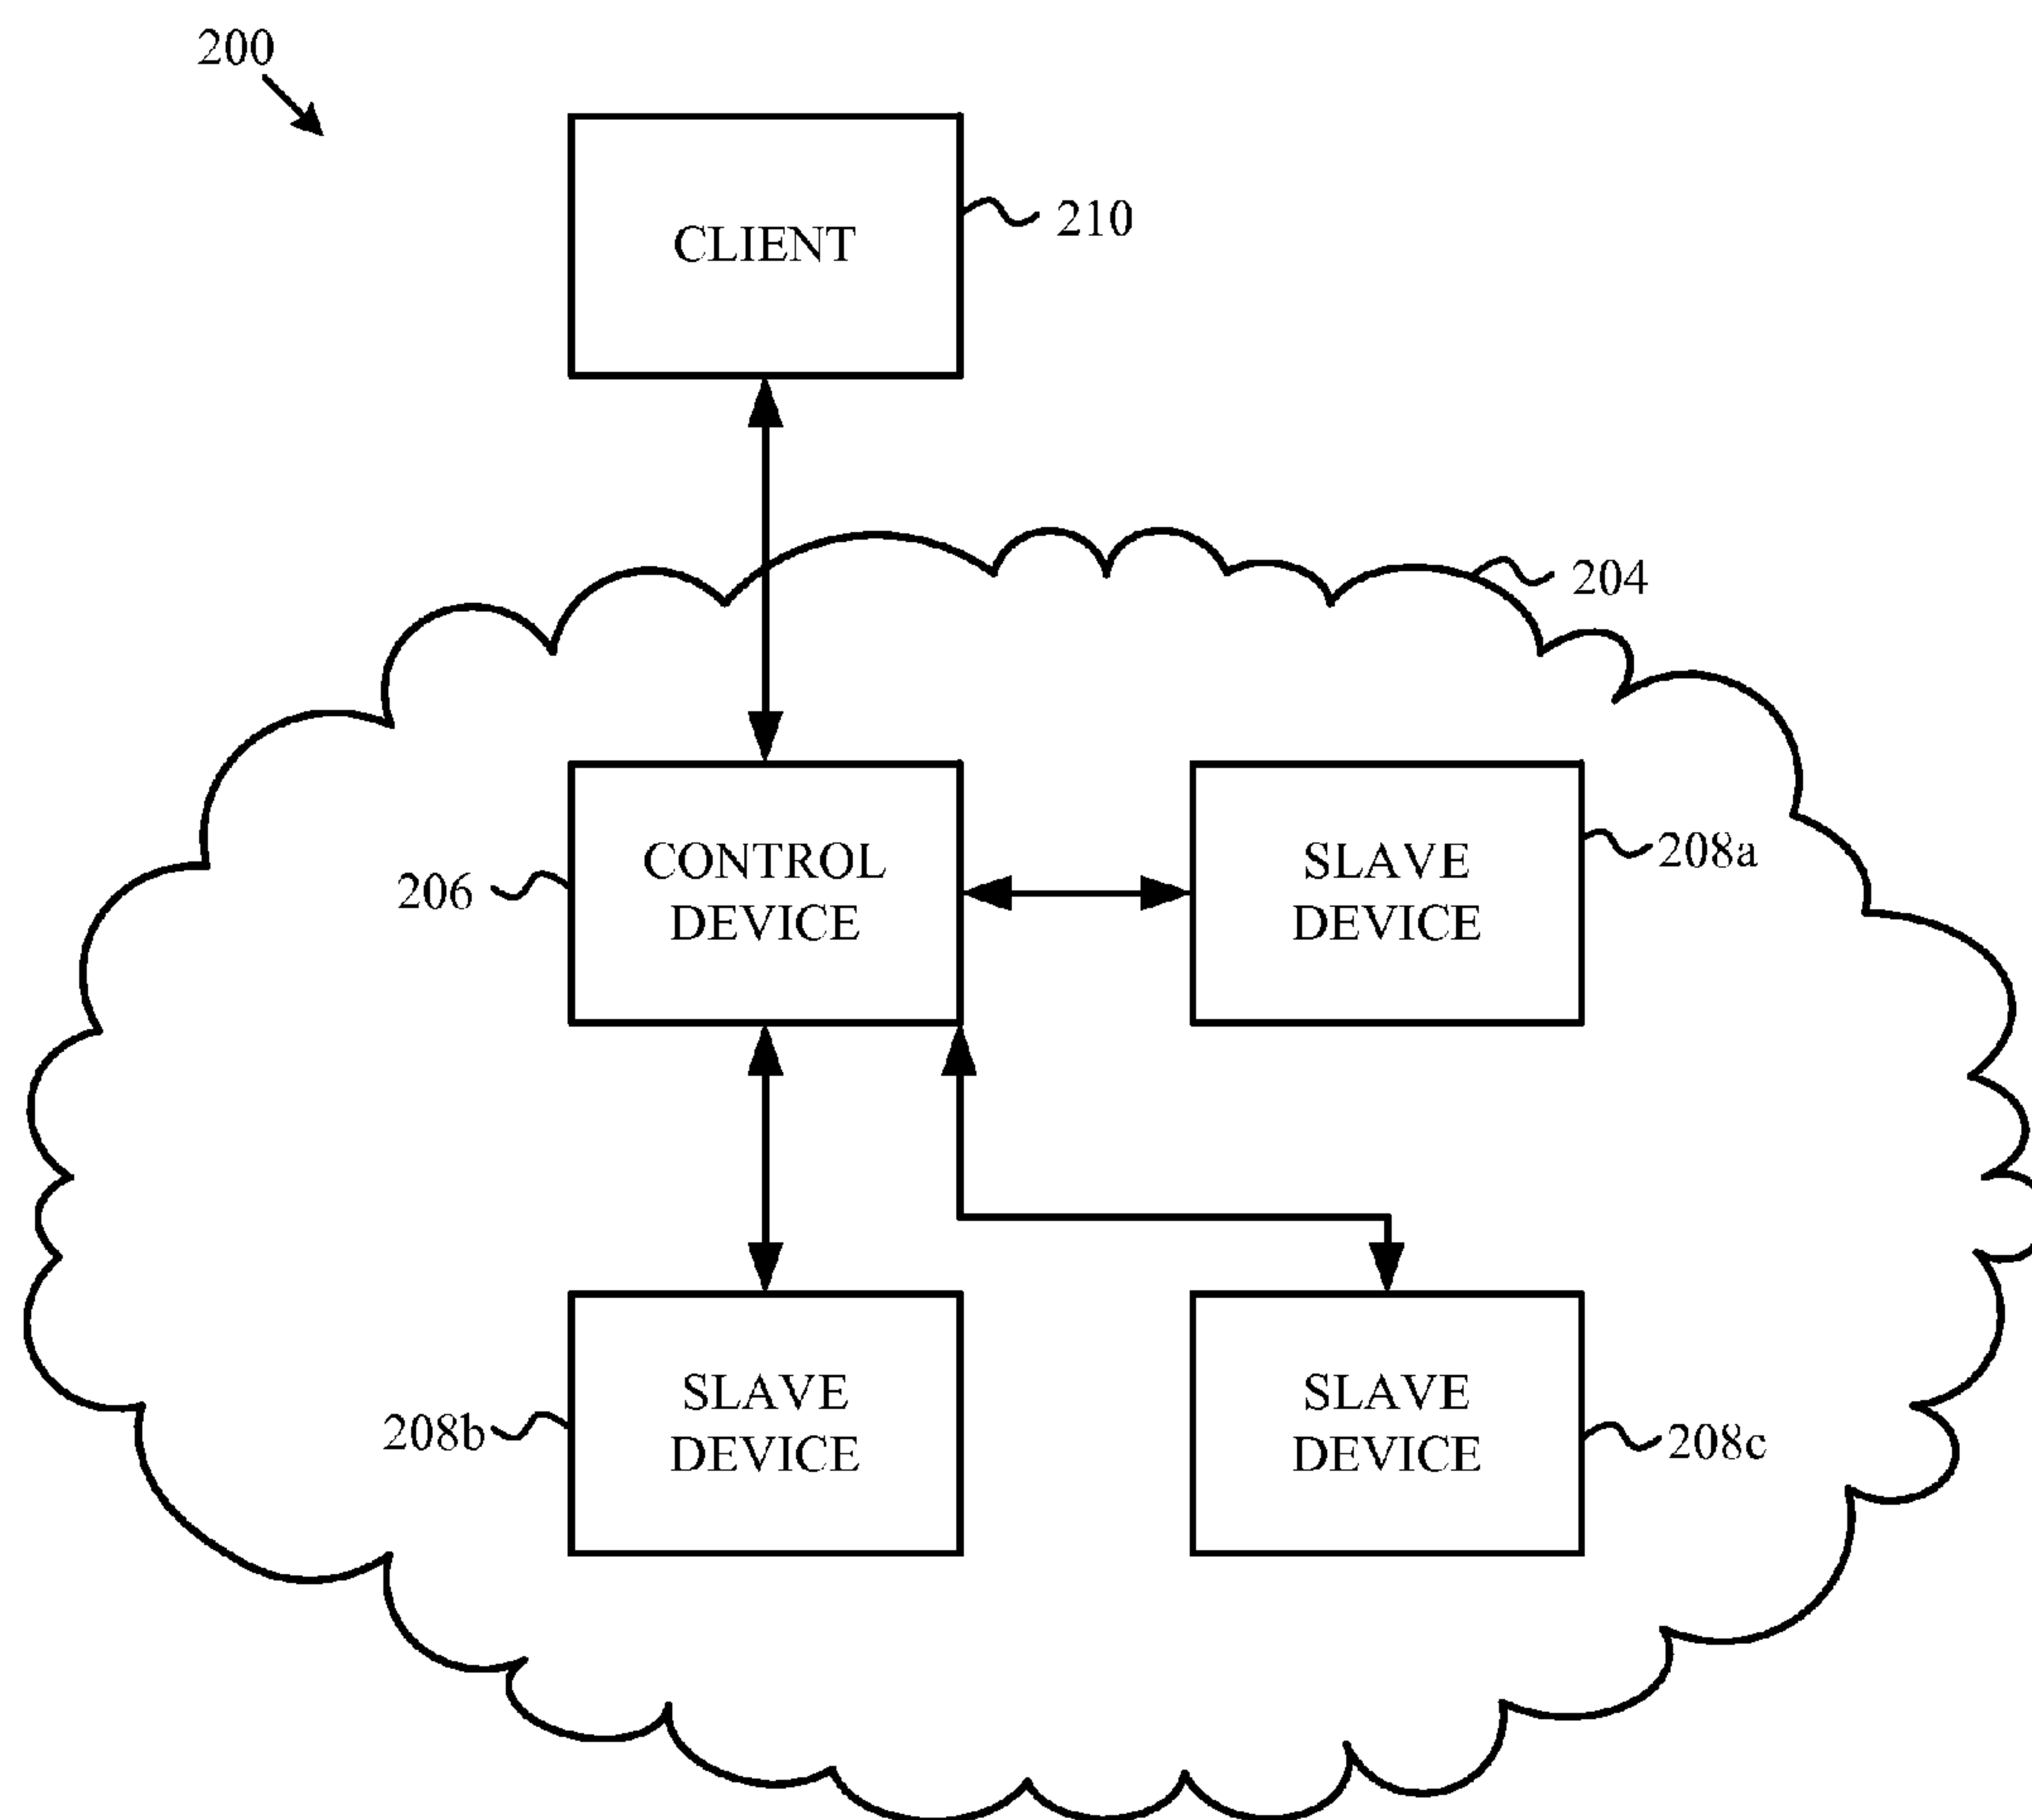 200
CLIENT
210
204
CONTROL
DEVICE
206
SLAVE
DEVICE
208a
SLAVE
DEVICE
208b
SLAVE
DEVICE
208c